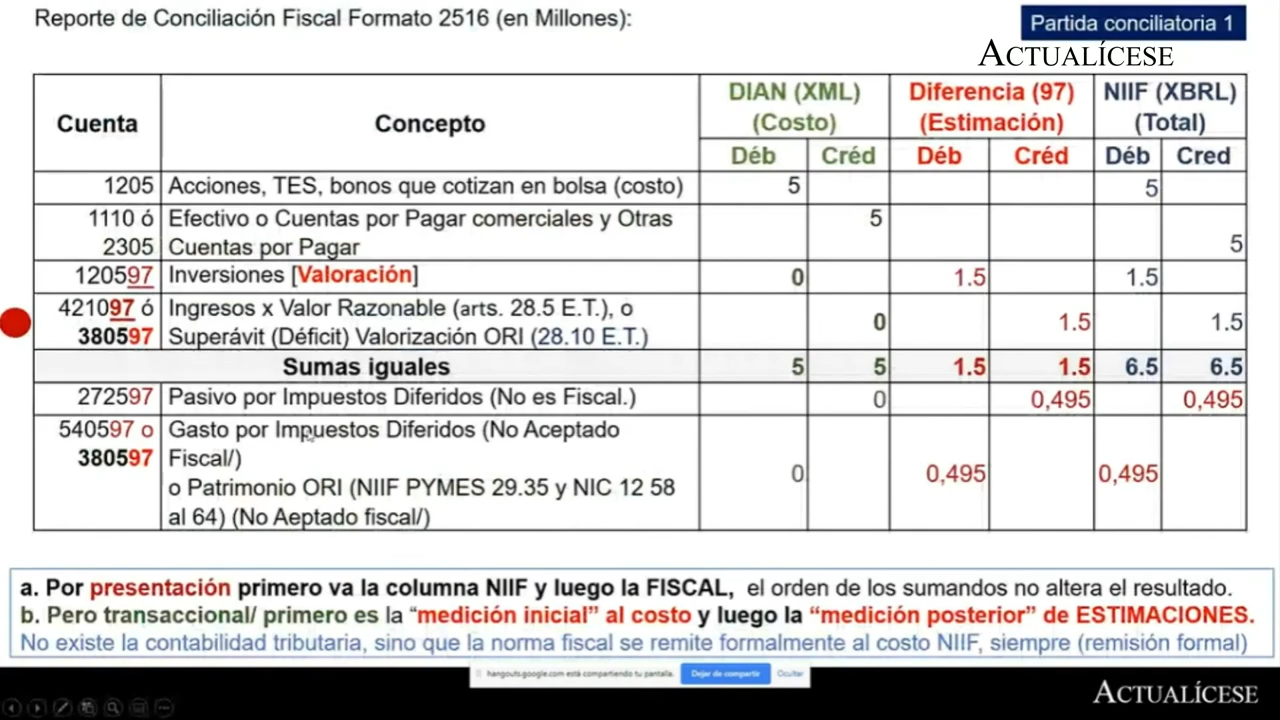 Reporte de Conciliación Fiscal Formato 2516 (en Millones):
Partida conciliatoria 1
ACTUALÍCESE
Cuenta
Concepto
DIAN (XML)
(Costo)
Diferencia (97)
(Estimación)
NIIF (XBRL)
(Total)
Déb Créd Déb Créd Déb Cred
1205 Acciones, TES, bonos que cotizan en bolsa (costo) 5 5
1110 ó Efectivo o Cuentas por Pagar comerciales y Otras 5
2305 Cuentas por Pagar 5
120597 Inversiones [Valoración] 0 1.5 1.5
421097 ó Ingresos x Valor Razonable (arts. 28.5 E.T.), o
0 1.5 1.5
380597 Superávit (Déficit) Valorización ORI (28.10 E.T.)
Sumas iguales 5 5 1.5 1.5 6.5 6.5
272597 Pasivo por Impuestos Diferidos (No es Fiscal.) 0 0,495 0,495
540597 o Gasto por Impuestos Diferidos (No Aceptado
380597 Fiscal/)
0 0,495 0,495
o Patrimonio ORI (NIIF PYMES 29.35 y NIC 12 58
al 64) (No Aeptado fiscal/)
a. Por presentación primero va la columna NIIF y luego la FISCAL, el orden de los sumandos no altera el resultado.
b. Pero transaccional/ primero es la “medición inicial” al costo y luego la “medición posterior” de ESTIMACIONES.
No existe la contabilidad tributaria, sino que la norma fiscal se remite formalmente al costo NIIF, siempre (remisión formal)
hangouts.google.com está compartiendo tu pantalla. Dejar de compartir Ocultar
ACTUALÍCESE